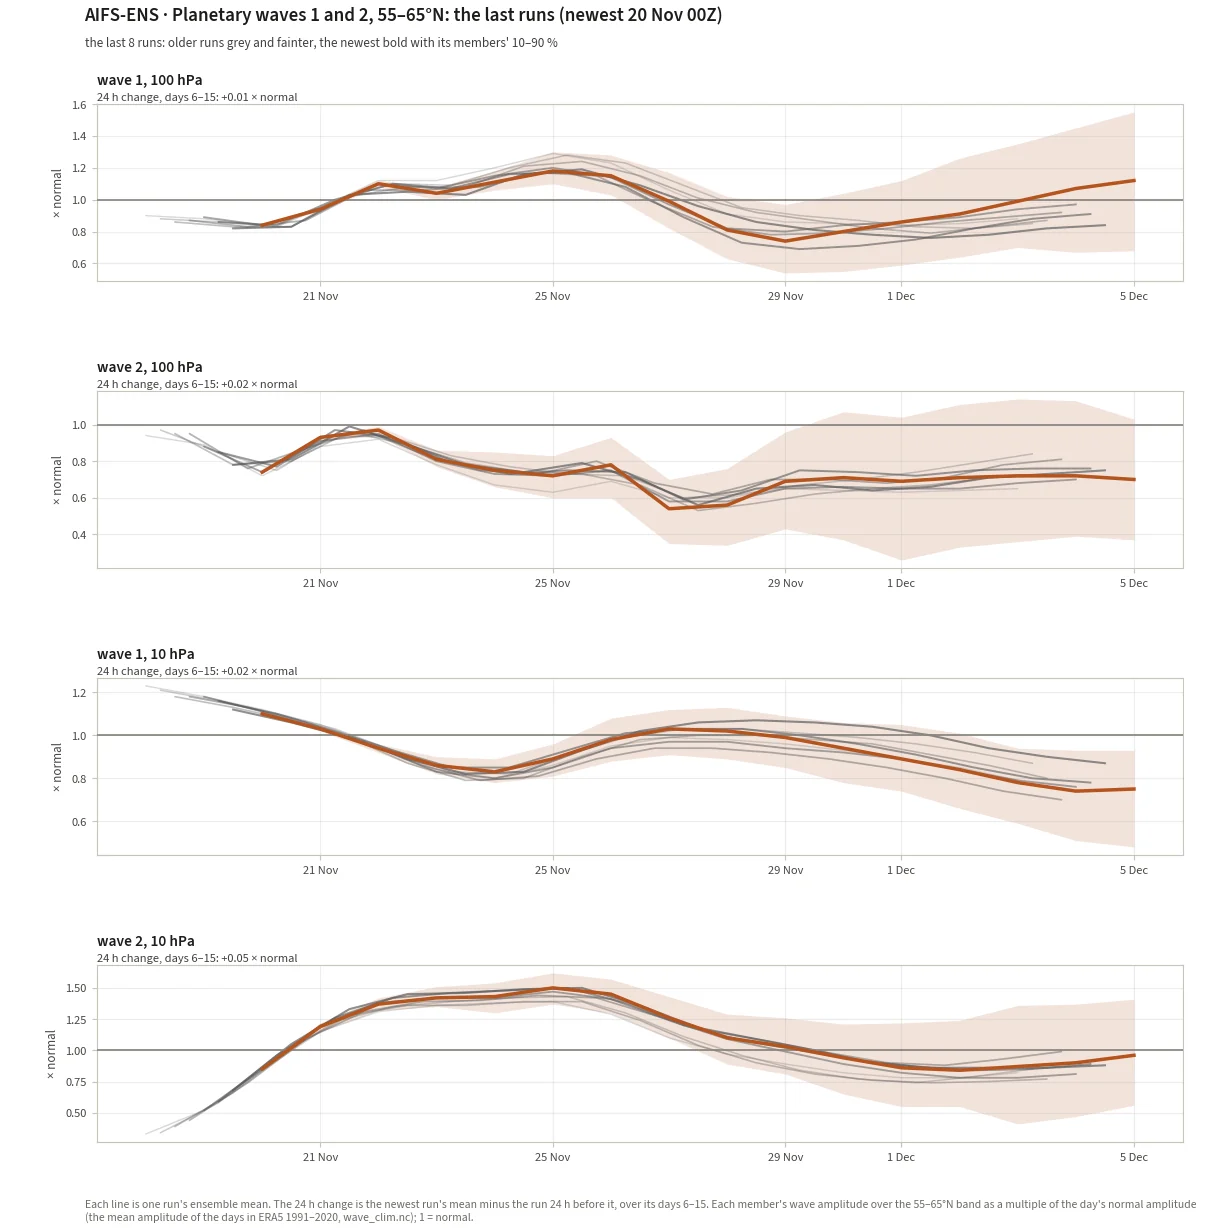 AIFS-ENS · Planetary waves 1 and 2, 55–65°N: the last runs (newest 20 Nov 00Z)
the last 8 runs: older runs grey and fainter, the newest bold with its members' 10–90 %
wave 1, 100 hPa
24 h change, days 6–15: +0.01 × normal
1.6
1.4
1.2
1.0
0.8
0.6
× normal
21 Nov
25 Nov
29 Nov
1 Dec
5 Dec
wave 2, 100 hPa
24 h change, days 6–15: +0.02 × normal
1.0
0.8
0.6
0.4
× normal
21 Nov
25 Nov
29 Nov
1 Dec
5 Dec
wave 1, 10 hPa
24 h change, days 6–15: +0.02 × normal
1.2
1.0
0.8
0.6
× normal
21 Nov
25 Nov
29 Nov
1 Dec
5 Dec
wave 2, 10 hPa
24 h change, days 6–15: +0.05 × normal
1.50
1.25
1.00
0.75
0.50
× normal
21 Nov
25 Nov
29 Nov
1 Dec
5 Dec
Each line is one run's ensemble mean. The 24 h change is the newest run's mean minus the run 24 h before it, over its days 6–15. Each member's wave amplitude over the 55–65°N band as a multiple of the day's normal amplitude
(the mean amplitude of the days in ERA5 1991–2020, wave_clim.nc); 1 = normal.